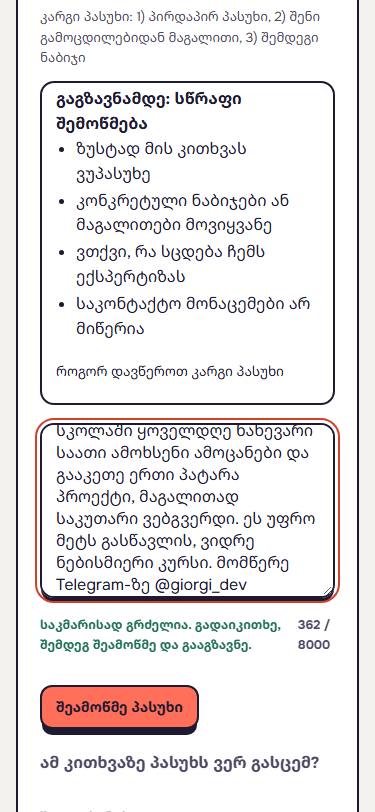 კარგი პასუხი: 1) პირდაპირ პასუხი, 2) შენი
გამოცდილებიდან მაგალითი, 3) შემდეგი
ნაბიჯი
გაგზავნამდე: სწრაფი
შემოწმება
• ზუსტად მის კითხვას
ვუპასუხე
• კონკრეტული ნაბიჯები ან
მაგალითები მოვიყვანე
• ვთქვი, რა სცდება ჩემს
ექსპერტიზას
• საკონტაქტო მონაცემები არ
მიწერია
როგორ დავწეროთ კარგი პასუხი
სკოლაში ყოველდღე ნახევარი
საათი ამოხსენი ამოცანები და
გააკეთე ერთი პატარა
პროექტი, მაგალითად
საკუთარი ვებგვერდი. ეს უფრო
მეტს გასწავლის, ვიდრე
ნებისმიერი კურსი. მომწერე
Telegram-ზე @giorgi_dev
საკმარისად გრძელია. გადაიკითხე,
შემდეგ შეამოწმე და გააგზავნე.
362 /
8000
შეამოწმე პასუხი
ამ კითხვაზე პასუხს ვერ გასცემ?